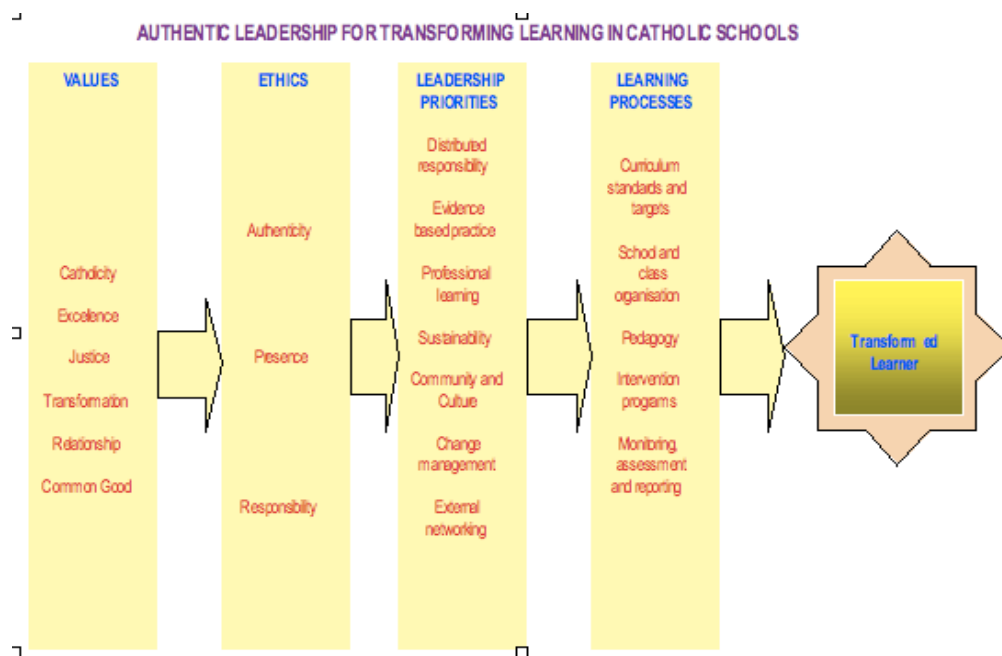 AUTHENTIC LEADERSHIP FOR TRANSFORMING LEARNING IN CATHOLIC SCHOOLS
VALUES
Catholicity
Excellence
Justice
Transformation
Relationship
Common Good
ETHICS
Authenticity
Presence
Responsibility
LEADERSHIP
PRIORITIES
Distributed
responsibility
Evidence
based practice
Professional
learning
Sustainability
Community and
Culture
Change
management
External
networking
LEARNING
PROCESSES
Curriculum
standards and
targets
School and
class
organisation
Pedagogy
Intervention
programs
Monitoring,
assessment
and reporting
Transformed
Learner